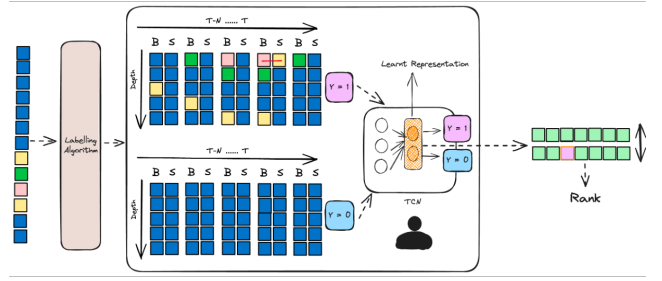 T-N ...... T
B S B S B S B S B S
Depth
Y = 1
Learnt Representation
Labelling
Algorithm
Y = 1
Y = 0
TCN
T-N ...... T
B S B S B S B S B S
Depth
Y = 0
Rank